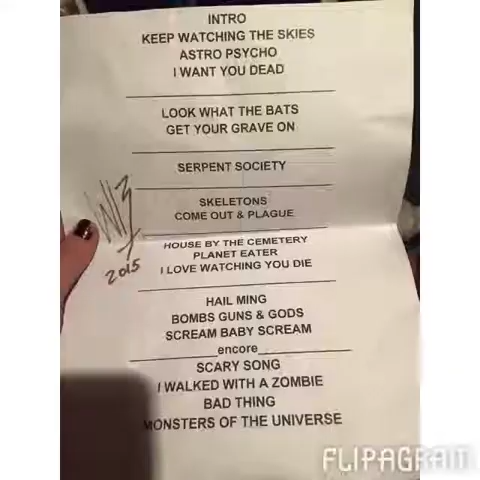 INTRO
KEEP WATCHING THE SKIES
ASTRO PSYCHO
I WANT YOU DEAD
LOOK WHAT THE BATS
GET YOUR GRAVE ON
SERPENT SOCIETY
SKELETONS
COME OUT & PLAGUE
HOUSE BY THE CEMETERY
PLANET EATER
I LOVE WATCHING YOU DIE
HAIL MING
BOMBS GUNS & GODS
SCREAM BABY SCREAM
encore
SCARY SONG
I WALKED WITH A ZOMBIE
BAD THING
MONSTERS OF THE UNIVERSE
2015
FLIPAGRAM